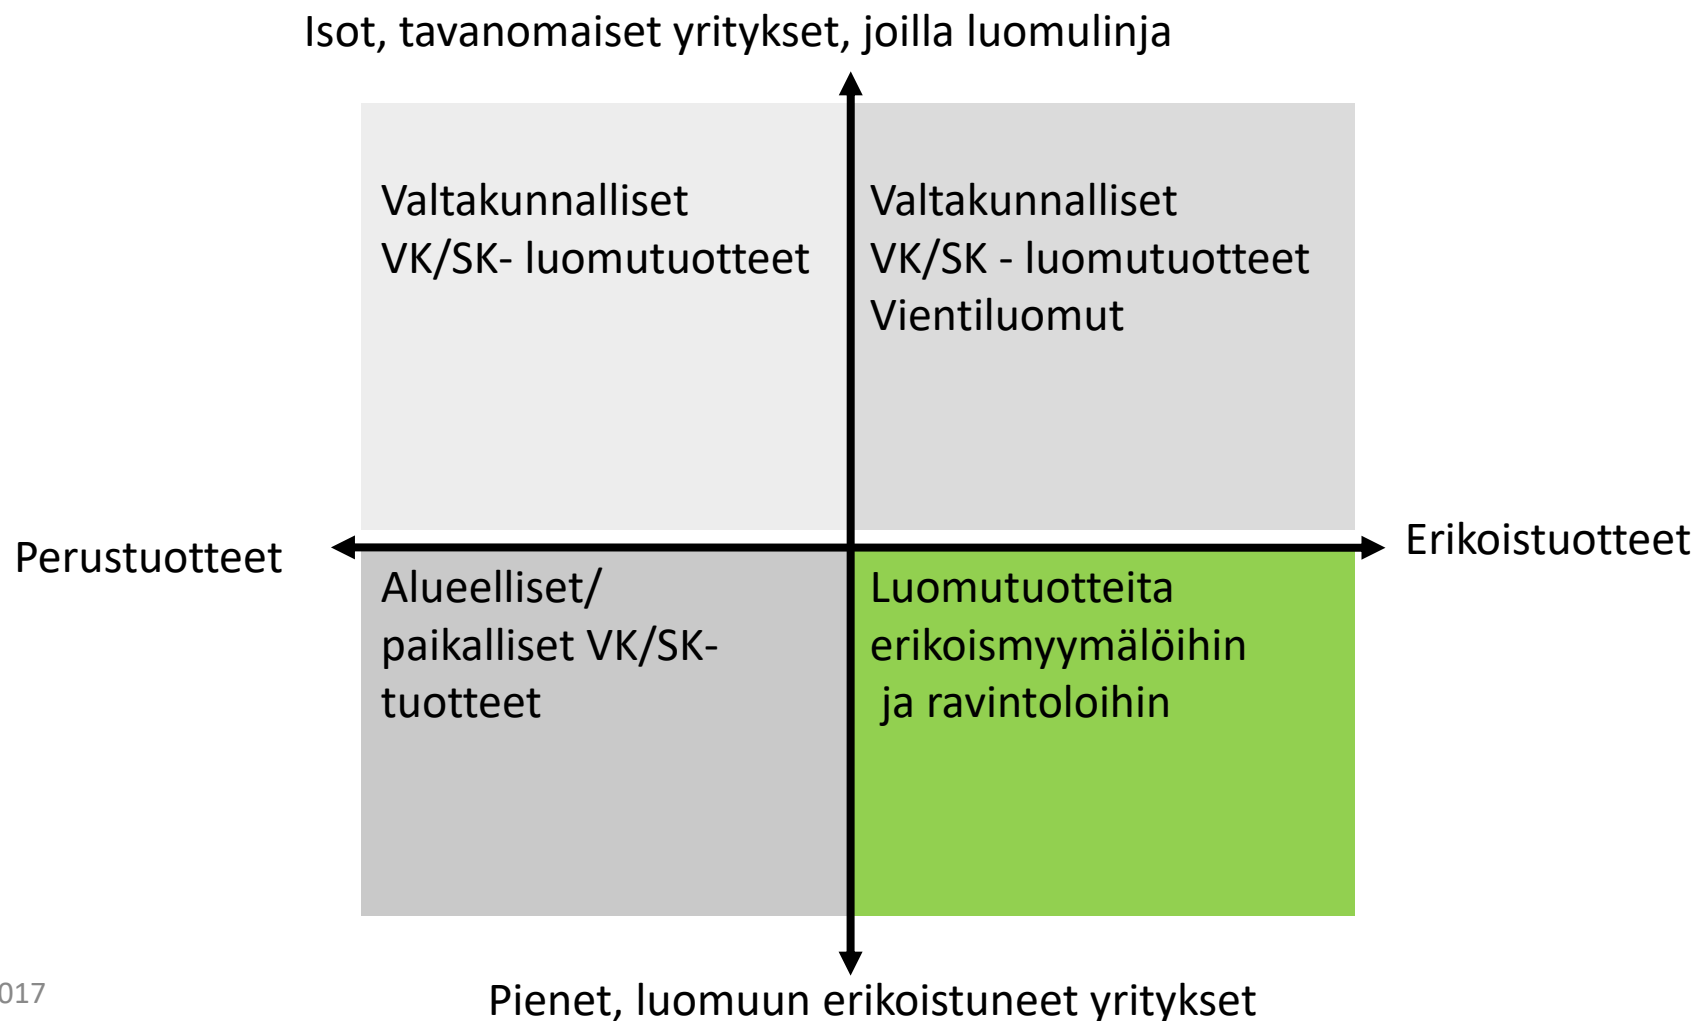 Isot, tavanomaiset yritykset, joilla luomulinja
Valtakunnalliset
VK/SK- luomutuotteet
Valtakunnalliset
VK/SK - luomutuotteet
Vientiluomut
Perustuotteet
Erikoistuotteet
Alueelliset/
paikalliset VK/SK-
tuotteet
Luomutuotteita
erikoismyymälöihin
ja ravintoloihin
Pienet, luomuun erikoistuneet yritykset
017